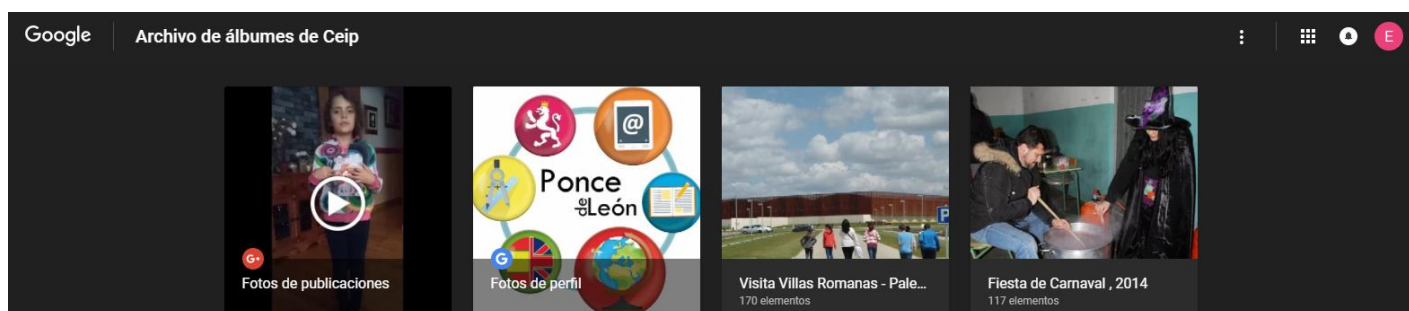 Google
Archivo de álbumes de Ceip
E
@
Ponce
de
León
P
G+
Fotos de publicaciones
G
Fotos de perfil
Visita Villas Romanas - Pale...
170 elementos
Fiesta de Carnaval , 2014
117 elementos